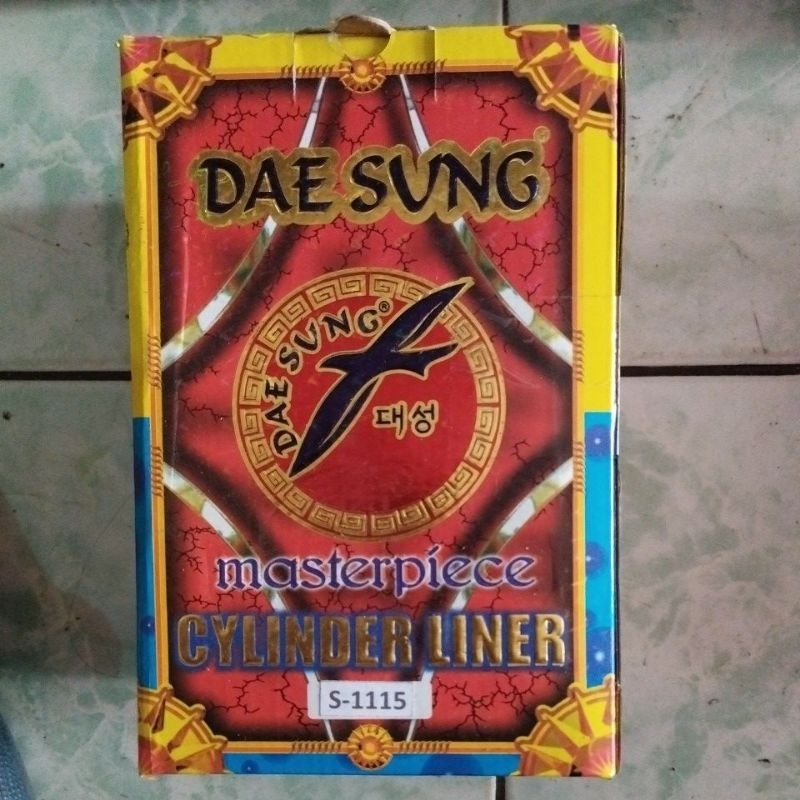 DAE SUNG®
DAE SUNG®
대성
masterpiece
CYLINDER LINER
S-1115